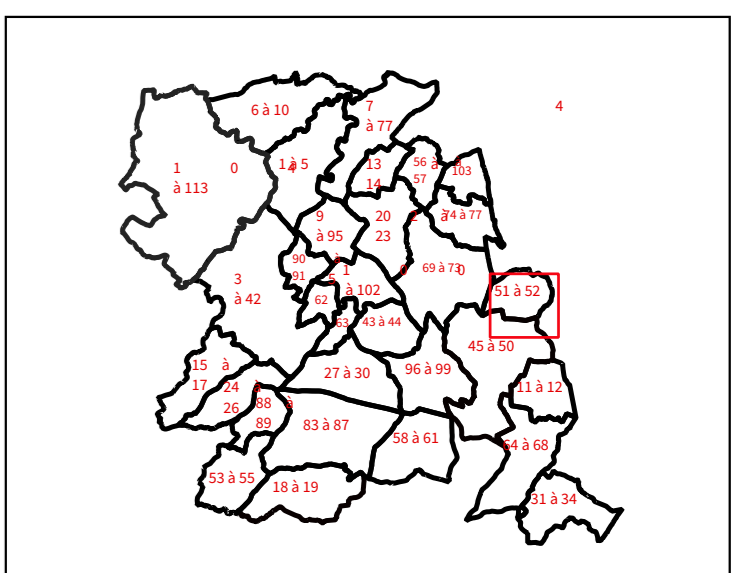 4
6 à 10
7
à 77
1 0
à 113
1 à 5
4
13
14
56 à
57
9
103
74 à 77
à
9
à 95
20 2
23
90
91
à
5
1 0
à 102
69 à 73
0
62
51 à 52
3
à 42
63
43 à 44
45 à 50
15 à
17
24 à
26
27 à 30
96 à 99
11 à 12
88 à
89
83 à 87
58 à 61
64 à 68
53 à 55
18 à 19
31 à 34